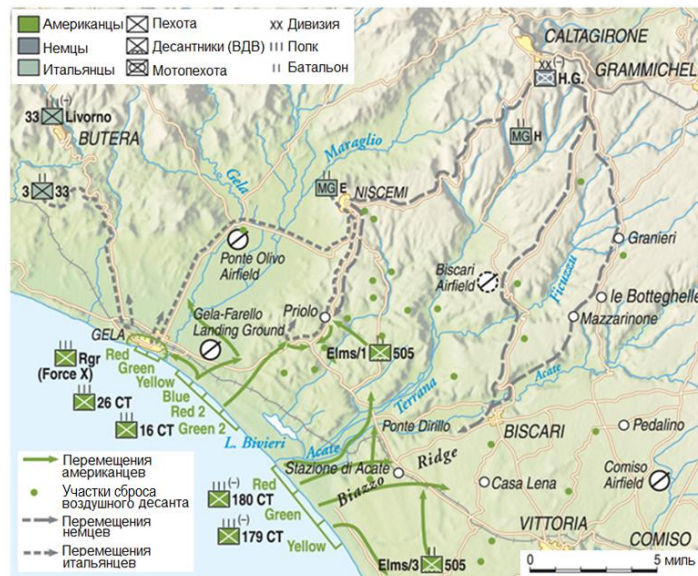 Американцы
Немцы
Итальянцы
Пехота
Десантники (ВДВ)
Мотопехота
XX Дивизия
III Полк
II Батальон
CALTAGIRONE
XX(-)
H.G.
GRAMMICHEL
33 Livorno
(-)
BUTERA
3 33
Gela
Maraglio
MG H
MG E
NISCEMI
Ponte Olivo
Airfield
Biscari
Airfield
Ficuzzu
Granieri
le Botteghelle
Mazzarinone
Gela-Farello
Landing Ground
Priolo
GELA
Elms/1 505
Rgr
(Force X)
Red
Green
Yellow
Blue
Red 2
Green 2
26 CT
16 CT
L. Bivieri
Acate
Terrana
Acate
Ponte Dirillo
BISCARI
Pedalino
Stazione di Acate
Biazzo Ridge
Casa Lena
Comiso
Airfield
(-)
180 CT
(-)
179 CT
Red
Green
Yellow
VITTORIA
COMISO
Elms/3 505
Перемещения
американцев
Участки сброса
воздушного десанта
Перемещения
немцев
Перемещения
итальянцев
0 5 миль